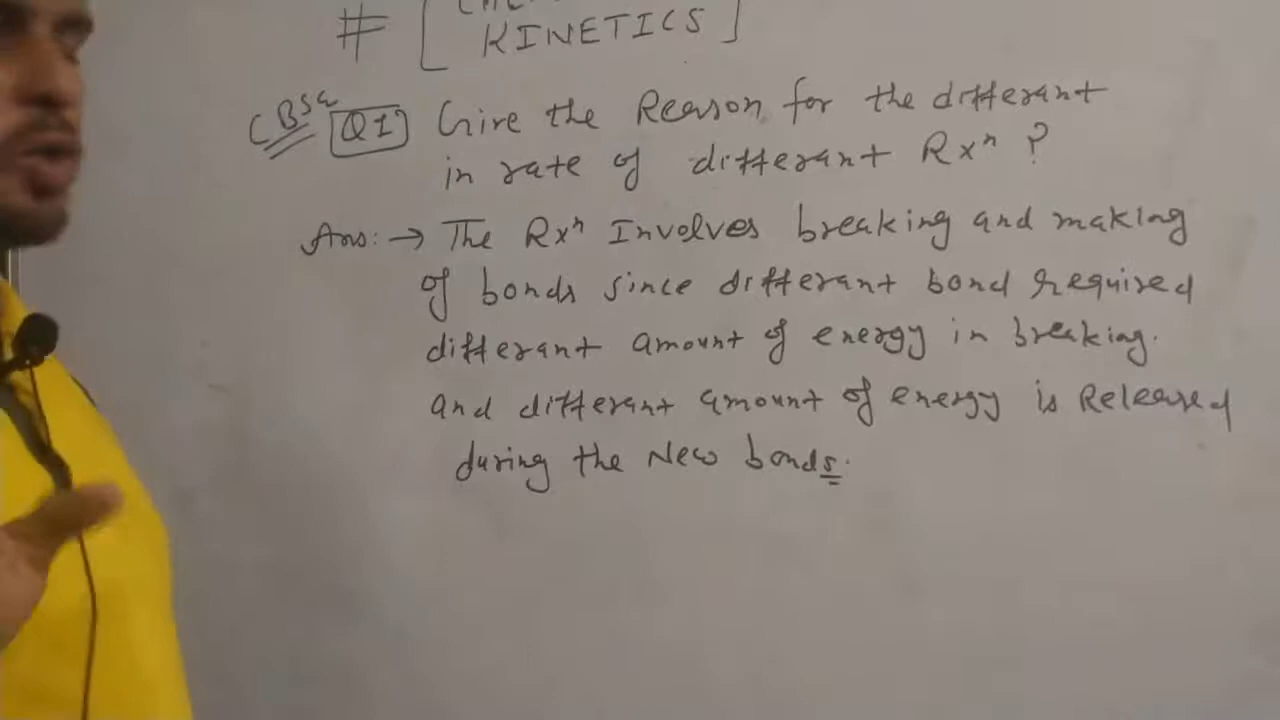 # [
KINETICS ]
CBSE Q1 Give the Reason for the differant
in rate of differant Rxⁿ ?
Ans: → The Rxⁿ Involves breaking and making
of bonds since differant bond required
differant amount of energy in breaking.
and differant amount of energy is Released
during the New bonds.